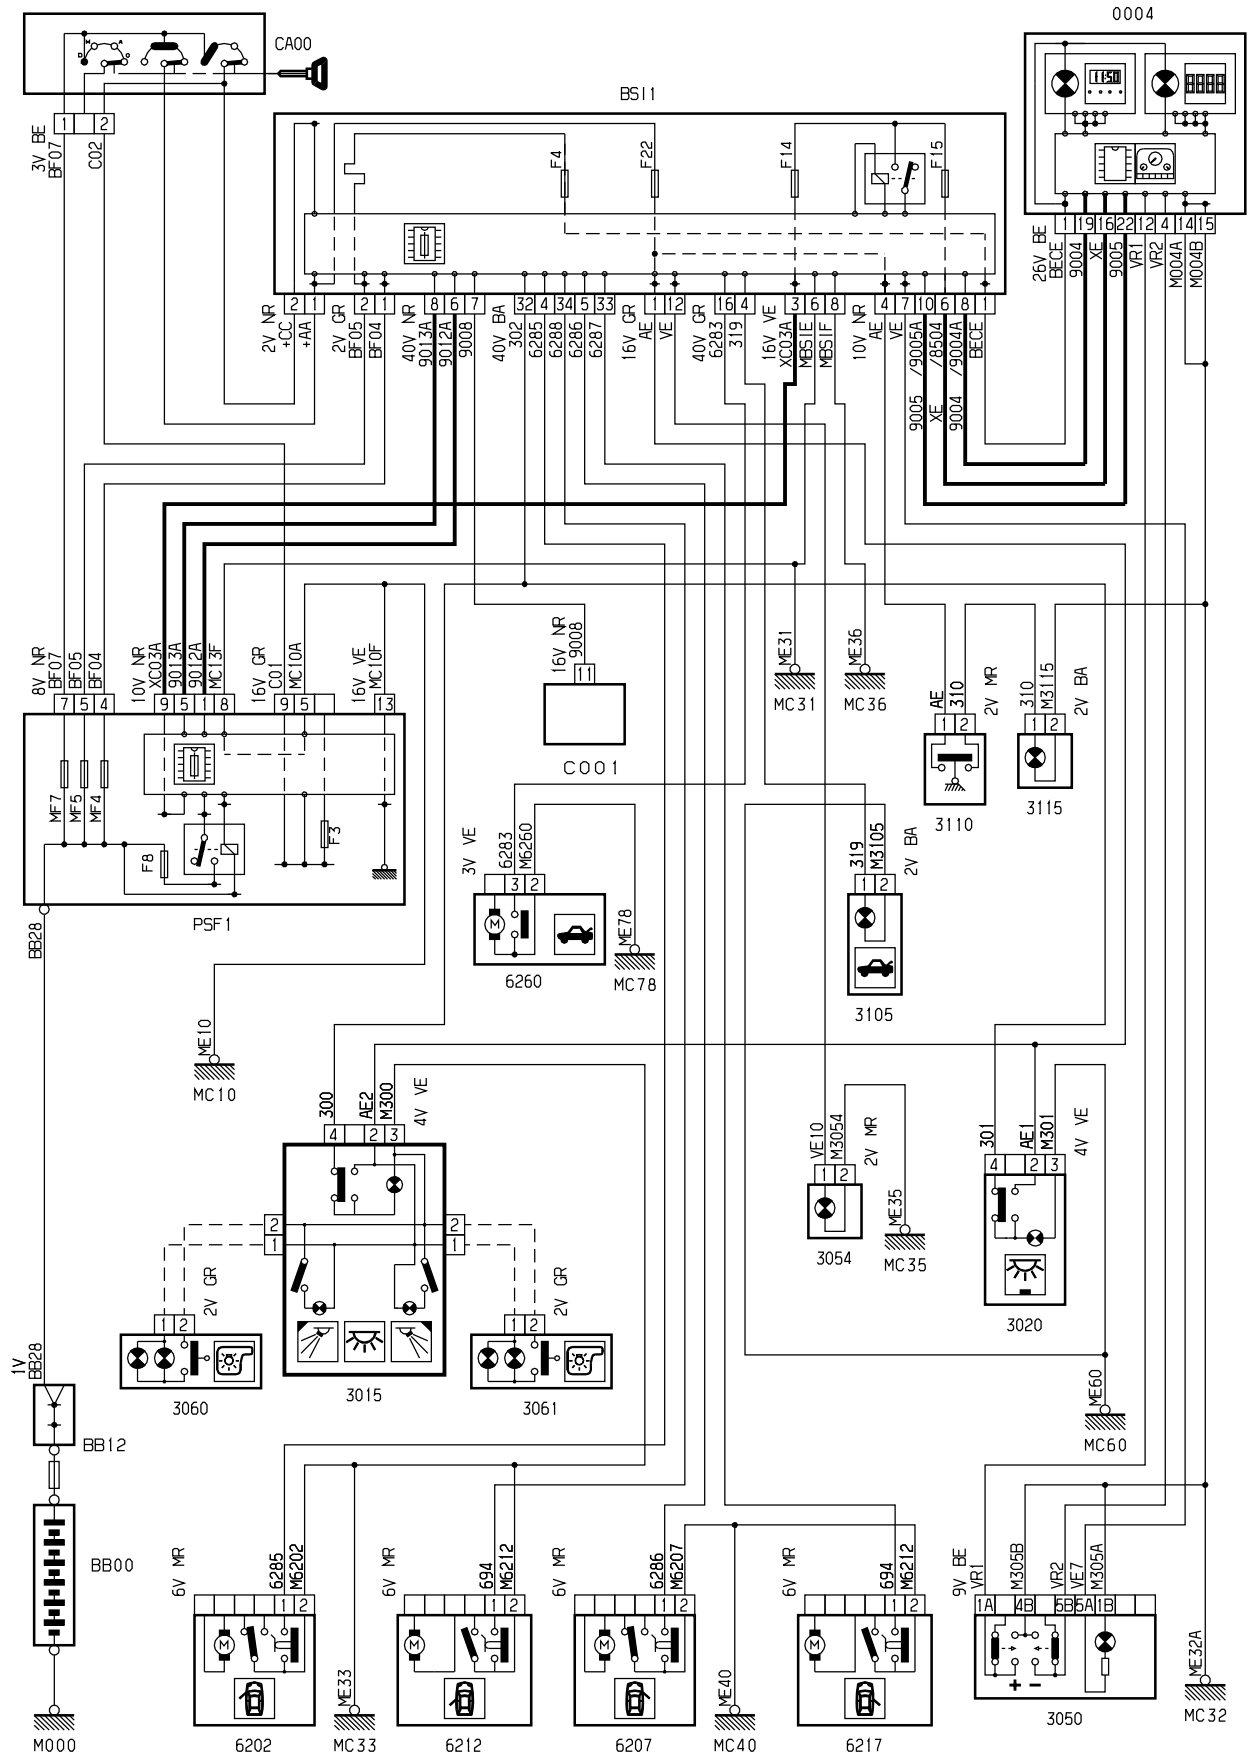 CA00
M
A
D
O
1
2
3V BE
BF07
C02
BSI1
F4
F22
F14
F15
2
1
2
1
8
6
7
32
4
34
5
33
1
12
16
4
3
6
8
4
7
10
6
8
1
2V NR
+CC
+AA
2V GR
BF05
BF04
40V NR
9013A
9012A
9008
40V BA
302
6285
6288
6286
6287
16V GR
AE
VE
40V GR
6283
319
16V VE
XC03A
MBSIE
MBSIF
10V NR
AE
VE
/9005A
/8504
/9004A
BECE
9005
XE
9004
0004
11:50
8888
1
19
16
22
12
4
14
15
26V BE
BECE
9004
XE
9005
VR1
VR2
M004A
M004B
8V NR
BF07
BF05
BF04
10V NR
XC03A
9013A
9012A
MC13F
16V GR
C01
MC10A
16V VE
MC10F
7
5
4
9
5
1
8
9
5
13
MF7
MF5
MF4
F8
F3
PSF1
BB28
16V NR
9008
11
C001
ME31
MC31
ME36
MC36
AE
310
2V MR
1
2
3110
310
M3115
2V BA
1
2
3115
3V VE
6283
M6260
3
2
M
6260
ME78
MC78
319
M3105
2V BA
1
2
3105
ME10
MC10
300
AE2
M300
4V VE
4
2
3
2
1
2
1
3015
2V GR
1
2
3060
2V GR
1
2
3061
VE10
M3054
2V MR
1
2
3054
ME35
MC35
301
AE1
M301
4V VE
4
2
3
3020
ME60
MC60
1V
BB28
BB12
BB00
M000
6V MR
6285
M6202
1
2
M
6202
ME33
MC33
6V MR
694
M6212
1
2
M
6212
6V MR
6286
M6207
1
2
M
6207
ME40
MC40
6V MR
694
M6212
1
2
M
6217
9V BE
VR1
M305B
VR2
VE7
M305A
1A
4B
5B
5A
1B
+ −
3050
ME32A
MC32